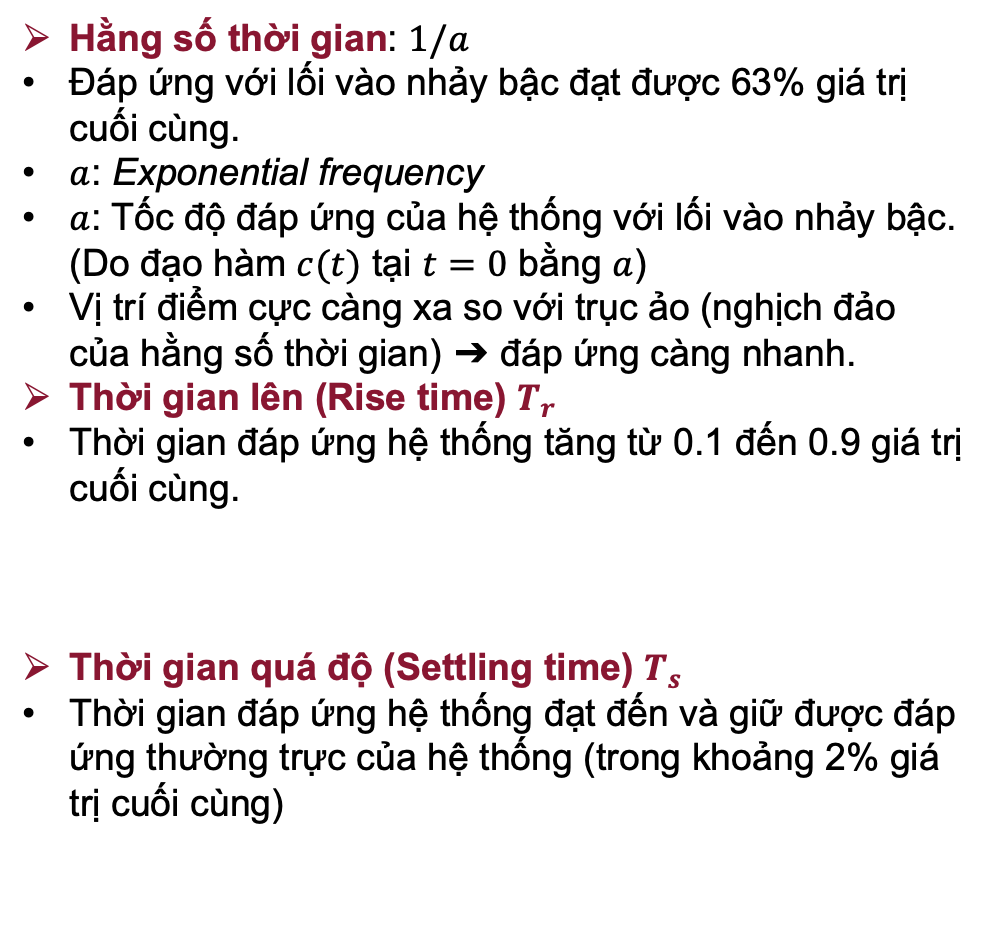 ➢ Hằng số thời gian: 1/a
• Đáp ứng với lối vào nhảy bậc đạt được 63% giá trị
cuối cùng.
• a: Exponential frequency
• a: Tốc độ đáp ứng của hệ thống với lối vào nhảy bậc.
(Do đạo hàm c(t) tại t = 0 bằng a)
• Vị trí điểm cực càng xa so với trục ảo (nghịch đảo
của hằng số thời gian) ➔ đáp ứng càng nhanh.
➢ Thời gian lên (Rise time) Tᵣ
• Thời gian đáp ứng hệ thống tăng từ 0.1 đến 0.9 giá trị
cuối cùng.
➢ Thời gian quá độ (Settling time) Tₛ
• Thời gian đáp ứng hệ thống đạt đến và giữ được đáp
ứng thường trực của hệ thống (trong khoảng 2% giá
trị cuối cùng)